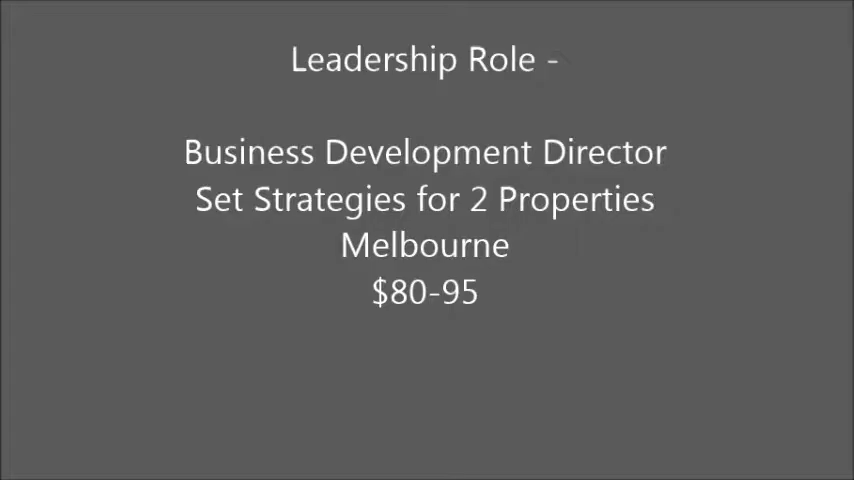 Leadership Role -
Business Development Director
Set Strategies for 2 Properties
Melbourne
$80-95